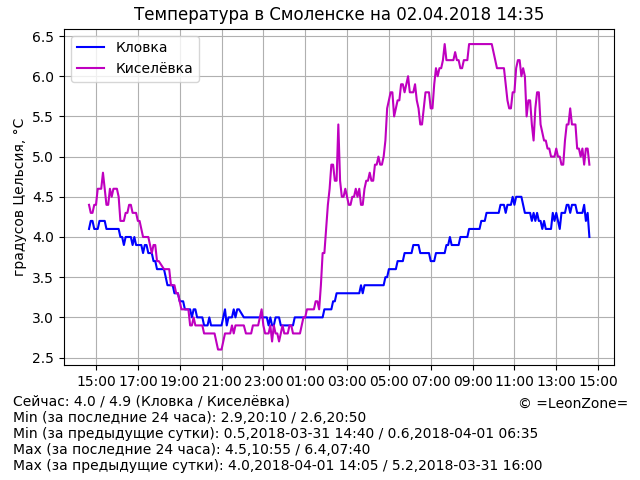 Температура в Смоленске на 02.04.2018 14:35
Кловка
Киселёвка
градусов Цельсия, °C
6.5
6.0
5.5
5.0
4.5
4.0
3.5
3.0
2.5
15:00 17:00 19:00 21:00 23:00 01:00 03:00 05:00 07:00 09:00 11:00 13:00 15:00
Сейчас: 4.0 / 4.9 (Кловка / Киселёвка)
© =LeonZone=
Min (за последние 24 часа): 2.9,20:10 / 2.6,20:50
Min (за предыдущие сутки): 0.5,2018-03-31 14:40 / 0.6,2018-04-01 06:35
Max (за последние 24 часа): 4.5,10:55 / 6.4,07:40
Max (за предыдущие сутки): 4.0,2018-04-01 14:05 / 5.2,2018-03-31 16:00